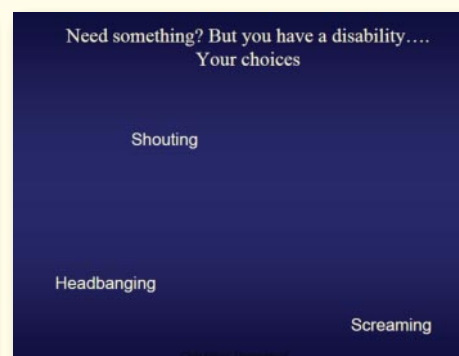 Need something? But you have a disability….
Your choices
Shouting
Headbanging
Screaming